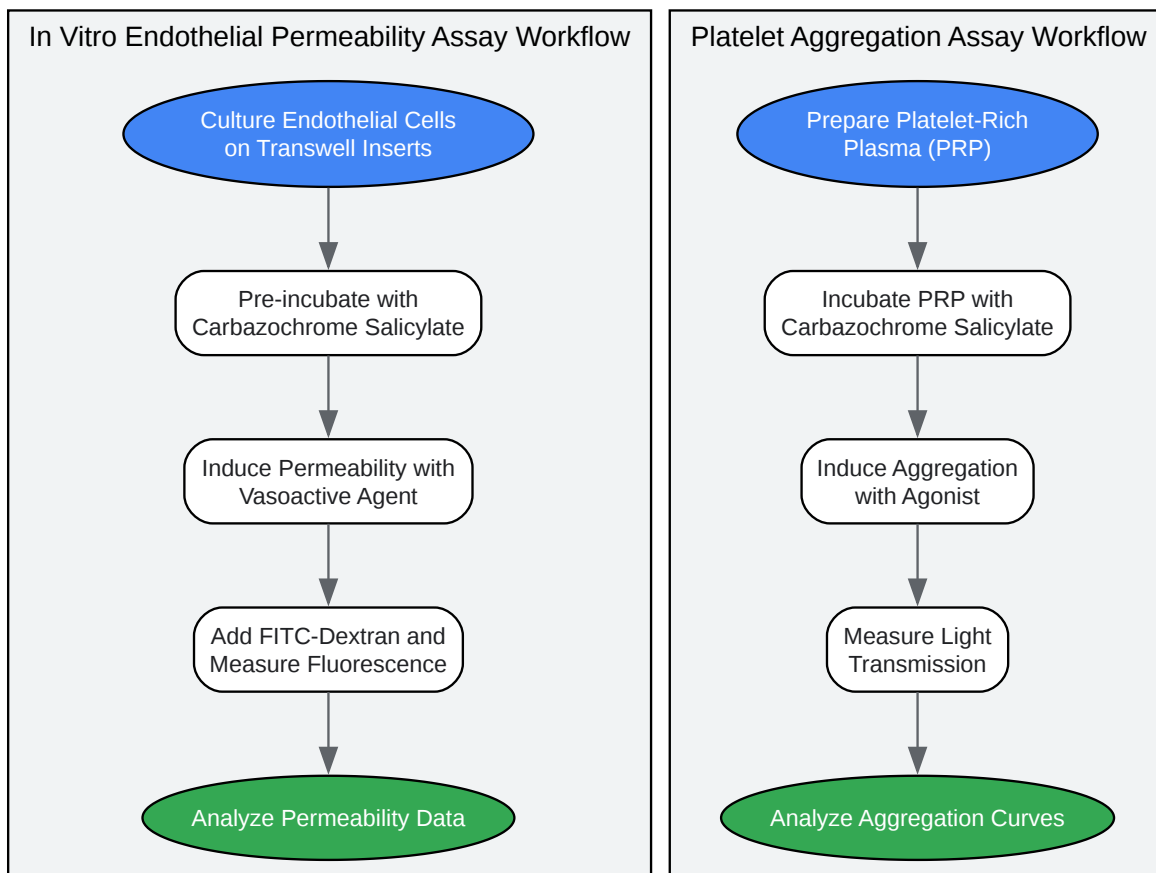 In Vitro Endothelial Permeability Assay Workflow
Culture Endothelial Cells
on Transwell Inserts
Pre-incubate with
Carbazochrome Salicylate
Induce Permeability with
Vasoactive Agent
Add FITC-Dextran and
Measure Fluorescence
Analyze Permeability Data
Platelet Aggregation Assay Workflow
Prepare Platelet-Rich
Plasma (PRP)
Incubate PRP with
Carbazochrome Salicylate
Induce Aggregation
with Agonist
Measure Light
Transmission
Analyze Aggregation Curves